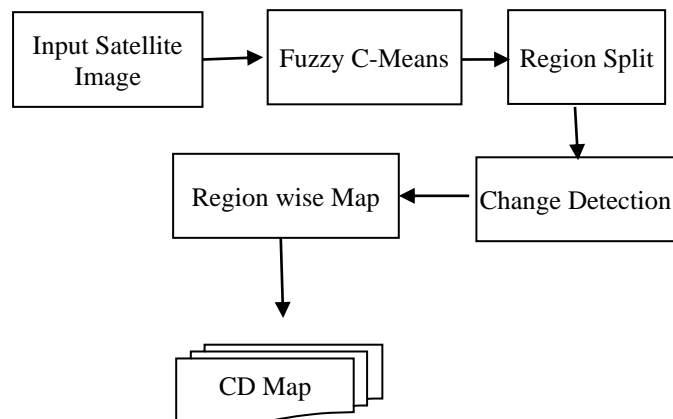 Input Satellite
Image
Fuzzy C-Means
Region Split
Change Detection
Region wise Map
CD Map